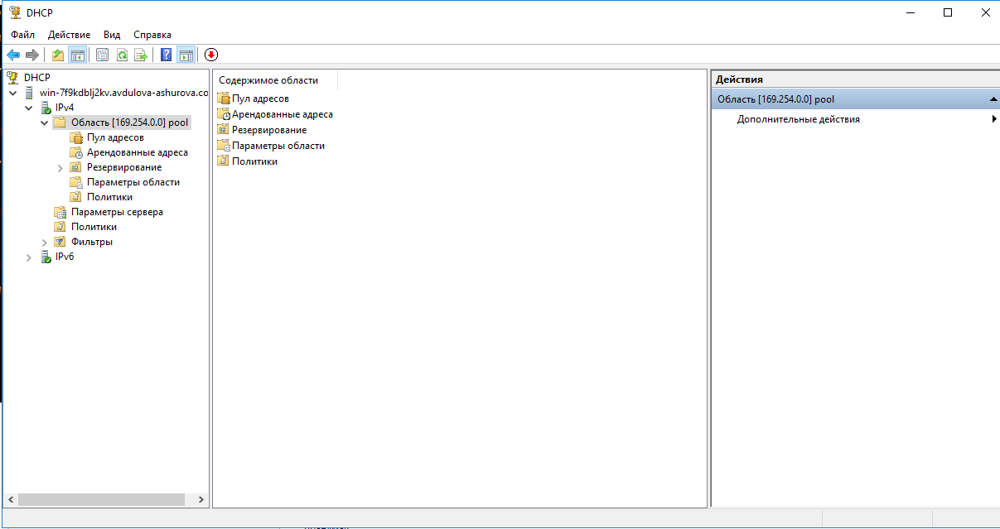 DHCP
Файл Действие Вид Справка
DHCP
win-7f9kdblj2kv.avdulova-ashurova.co
IPv4
Область [169.254.0.0] pool
Пул адресов
Арендованные адреса
Резервирование
Параметры области
Политики
Параметры сервера
Политики
Фильтры
IPv6
Содержимое области
Пул адресов
Арендованные адреса
Резервирование
Параметры области
Политики
Действия
Область [169.254.0.0] pool
Дополнительные действия